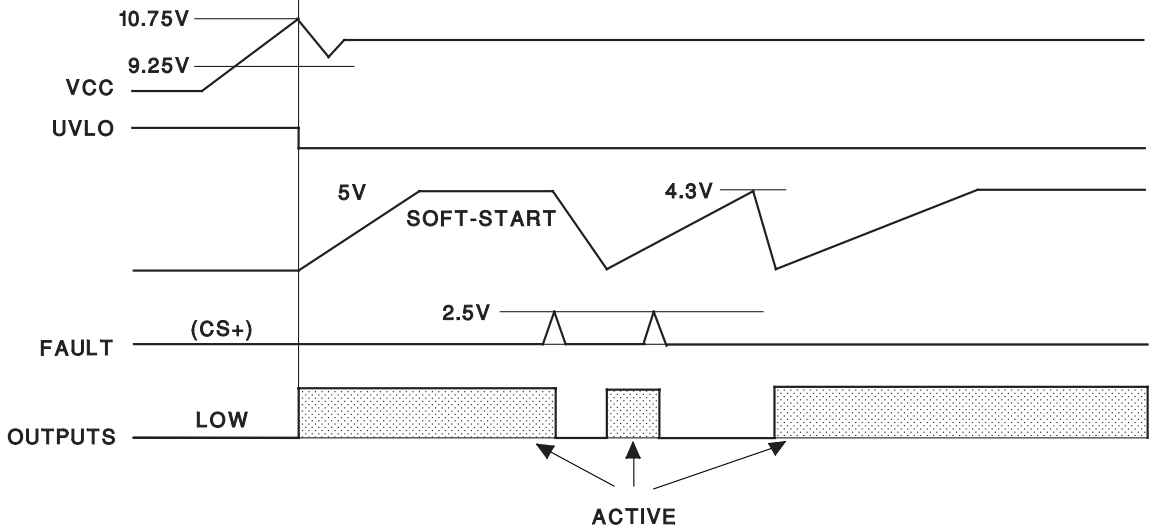 10.75V
9.25V
VCC
UVLO
5V
4.3V
SOFT-START
2.5V
(CS+)
FAULT
LOW
OUTPUTS
ACTIVE